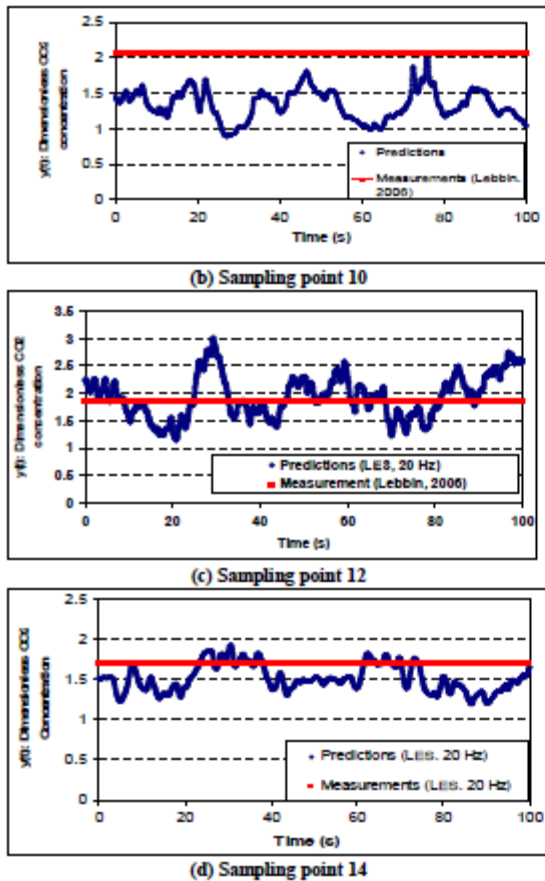 y(t): Dimensionless CO2
concentration
2.5
2
1.5
1
0.5
0
Predictions
Measurements (Lebbin,
2006)
0 20 40 60 80 100
Time (s)
(b) Sampling point 10
y(t): Dimensionless CO2
concentration
3.5
3
2.5
2
1.5
1
0.5
0
Predictions (LES, 20 Hz)
Measurement (Lebbin, 2006)
0 20 40 60 80 100
Time (s)
(c) Sampling point 12
y(t): Dimensionless CO2
Concentration
2.5
2
1.5
1
0.5
0
Predictions (LES. 20 Hz)
Measurements (LES. 20 Hz)
0 20 40 60 80 100
Time (s)
(d) Sampling point 14